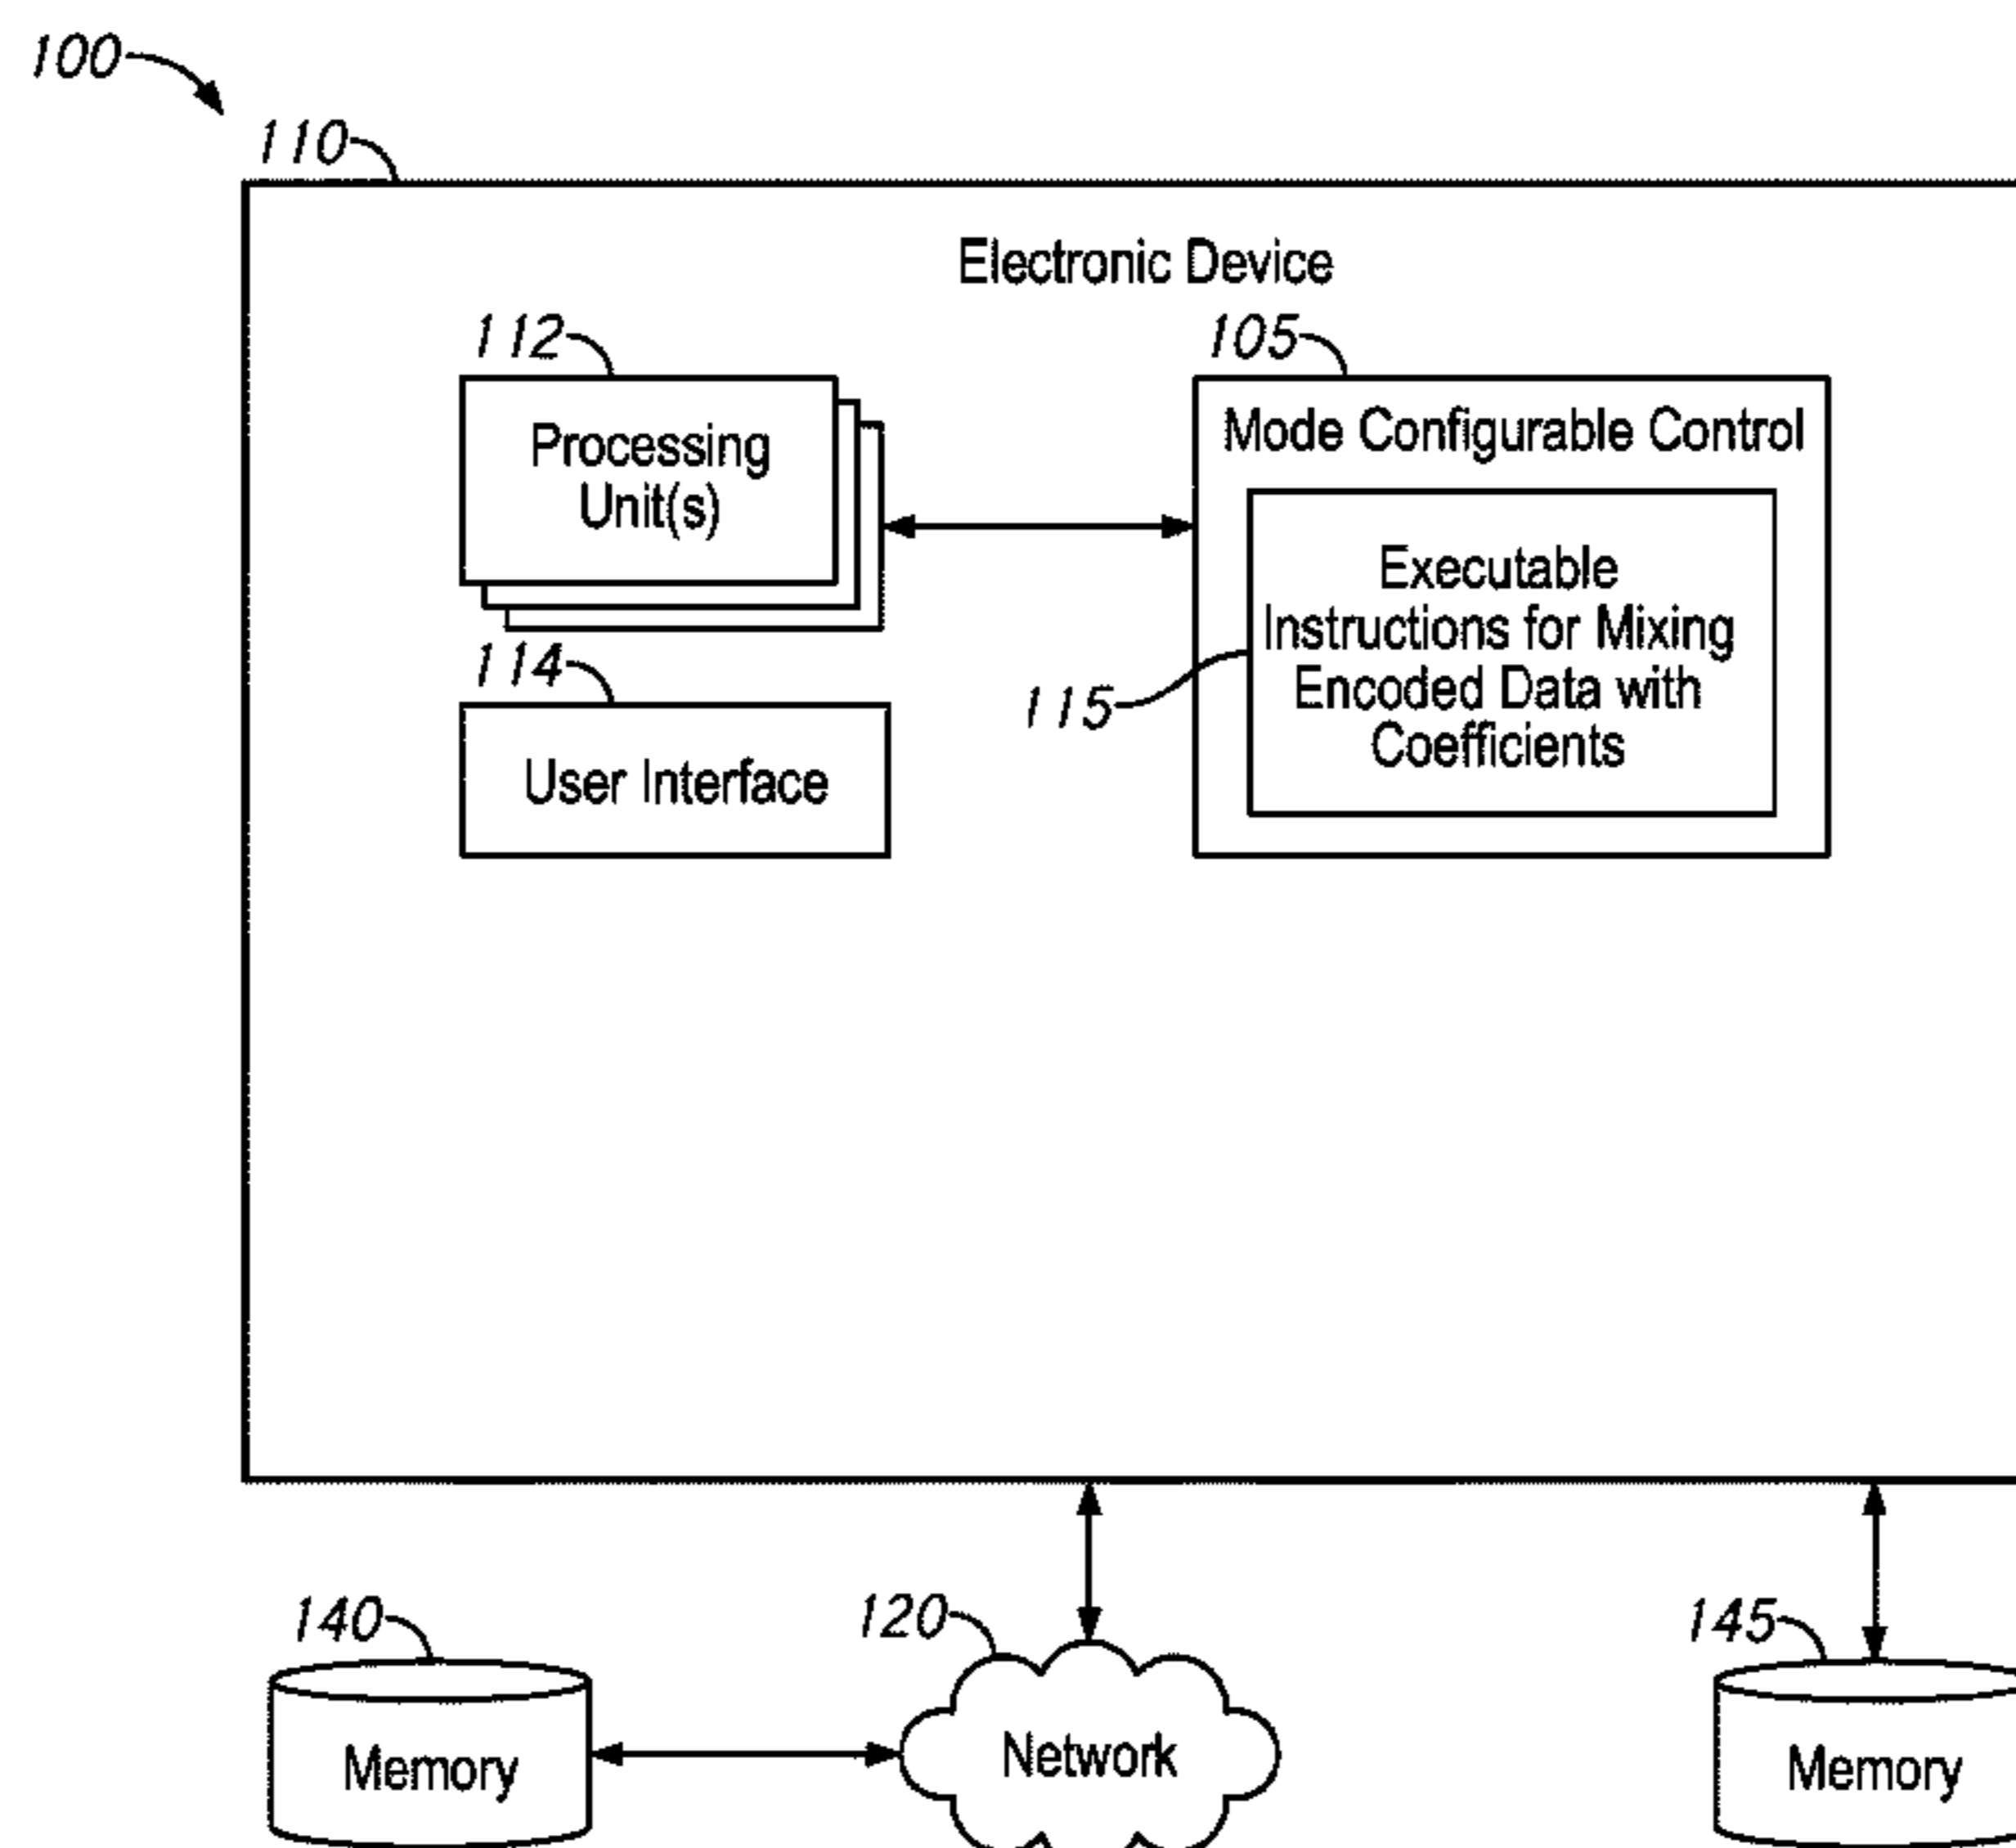 100
110
Electronic Device
112
105
Processing
Unit(s)
Mode Configurable Control
Executable
Instructions for Mixing
Encoded Data with
Coefficients
114
115
User Interface
140
120
145
Memory
Network
Memory